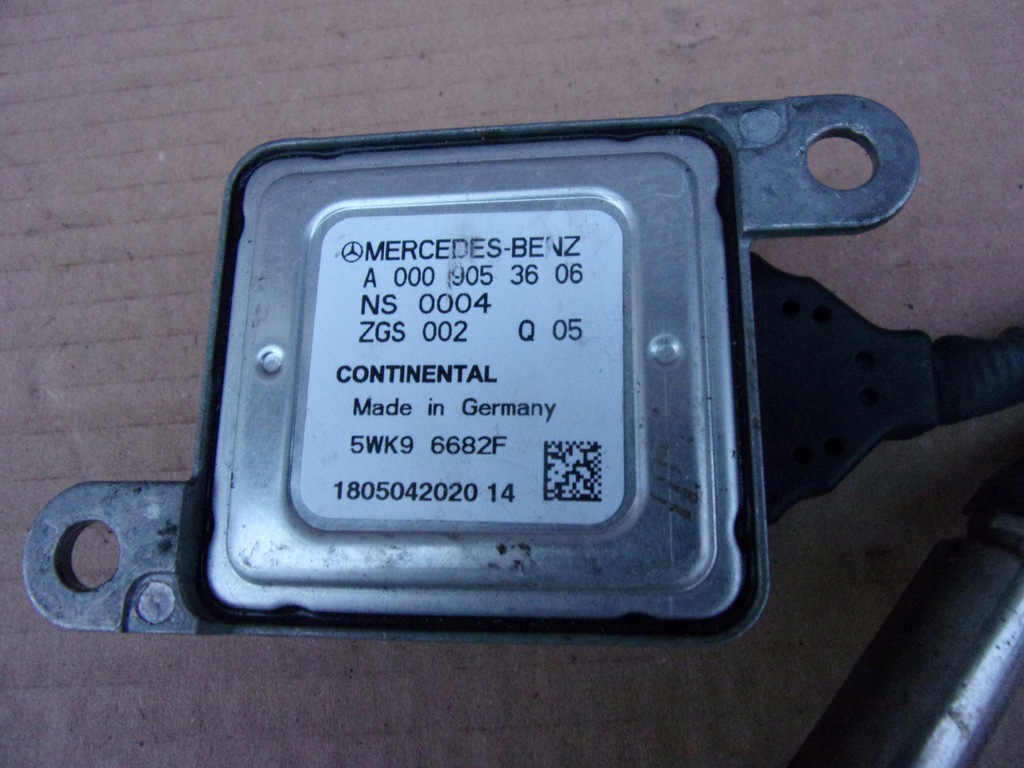 MERCEDES-BENZ
A 000 905 36 06
NS 0004
ZGS 002 Q 05
CONTINENTAL
Made in Germany
5WK9 6682F
1805042020 14